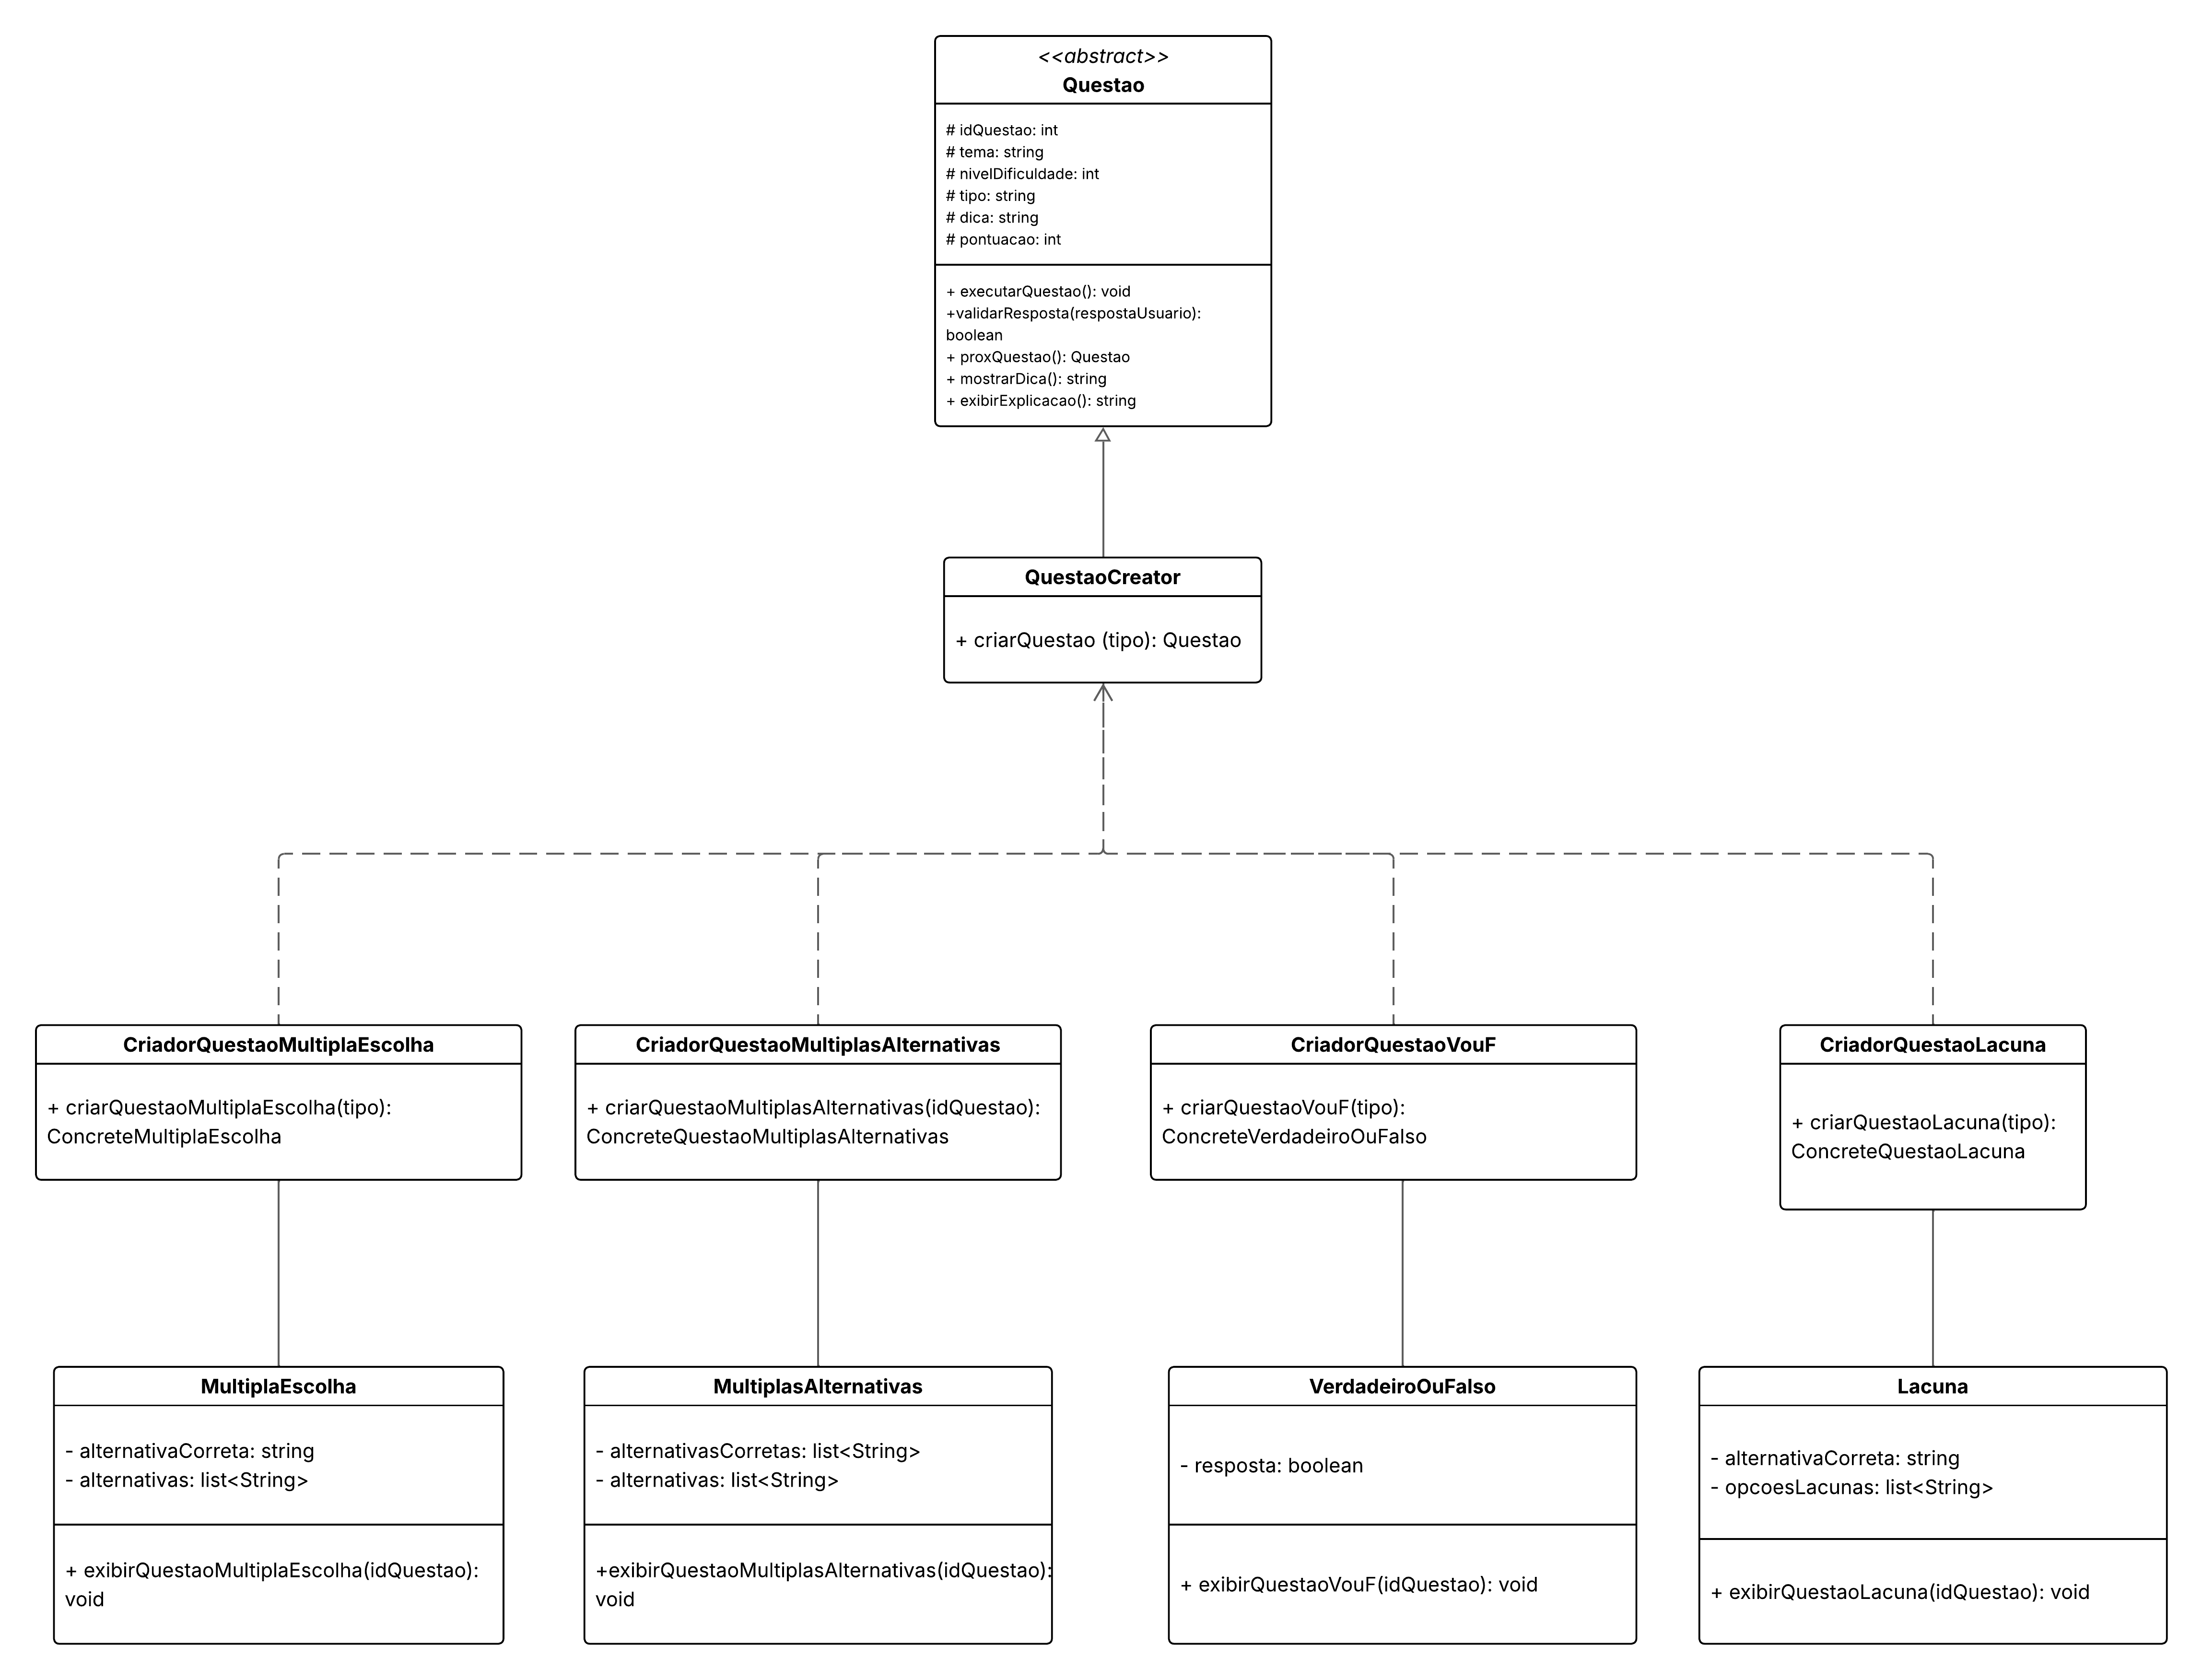 <<abstract>>
Questao
# idQuestao: int
# tema: string
# nivelDificuldade: int
# tipo: string
# dica: string
# pontuacao: int
+ executarQuestao(): void
+validarResposta(respostaUsuario):
boolean
+ proxQuestao(): Questao
+ mostrarDica(): string
+ exibirExplicacao(): string
QuestaoCreator
+ criarQuestao (tipo): Questao
CriadorQuestaoMultiplaEscolha
+ criarQuestaoMultiplaEscolha(tipo):
ConcreteMultiplaEscolha
CriadorQuestaoMultiplasAlternativas
+ criarQuestaoMultiplasAlternativas(idQuestao):
ConcreteQuestaoMultiplasAlternativas
CriadorQuestaoVouF
+ criarQuestaoVouF(tipo):
ConcreteVerdadeiroOuFalso
CriadorQuestaoLacuna
+ criarQuestaoLacuna(tipo):
ConcreteQuestaoLacuna
MultiplaEscolha
- alternativaCorreta: string
- alternativas: list<String>
+ exibirQuestaoMultiplaEscolha(idQuestao):
void
MultiplasAlternativas
- alternativasCorretas: list<String>
- alternativas: list<String>
+exibirQuestaoMultiplasAlternativas(idQuestao):
void
VerdadeiroOuFalso
- resposta: boolean
+ exibirQuestaoVouF(idQuestao): void
Lacuna
- alternativaCorreta: string
- opcoesLacunas: list<String>
+ exibirQuestaoLacuna(idQuestao): void